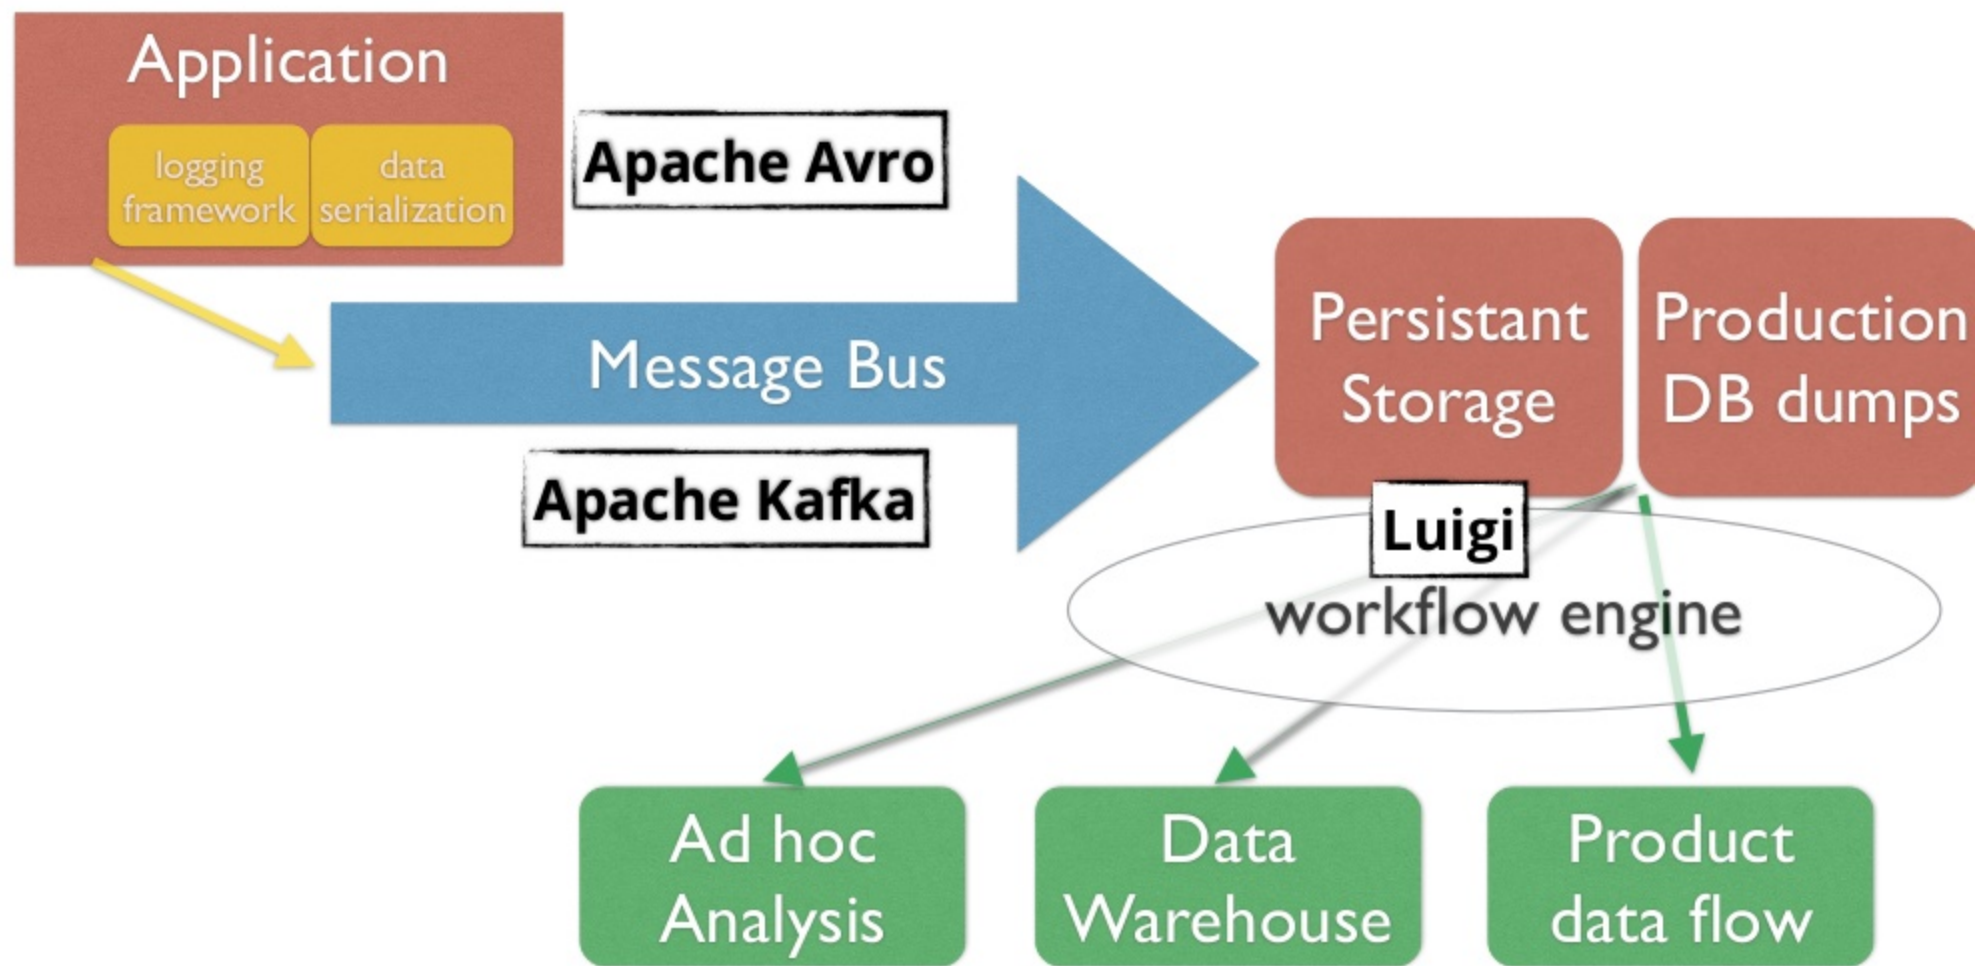 Application
logging
framework
data
serialization
Apache Avro
Message Bus
Apache Kafka
Persistant
Storage
Production
DB dumps
Luigi
workflow engine
Ad hoc
Analysis
Data
Warehouse
Product
data flow